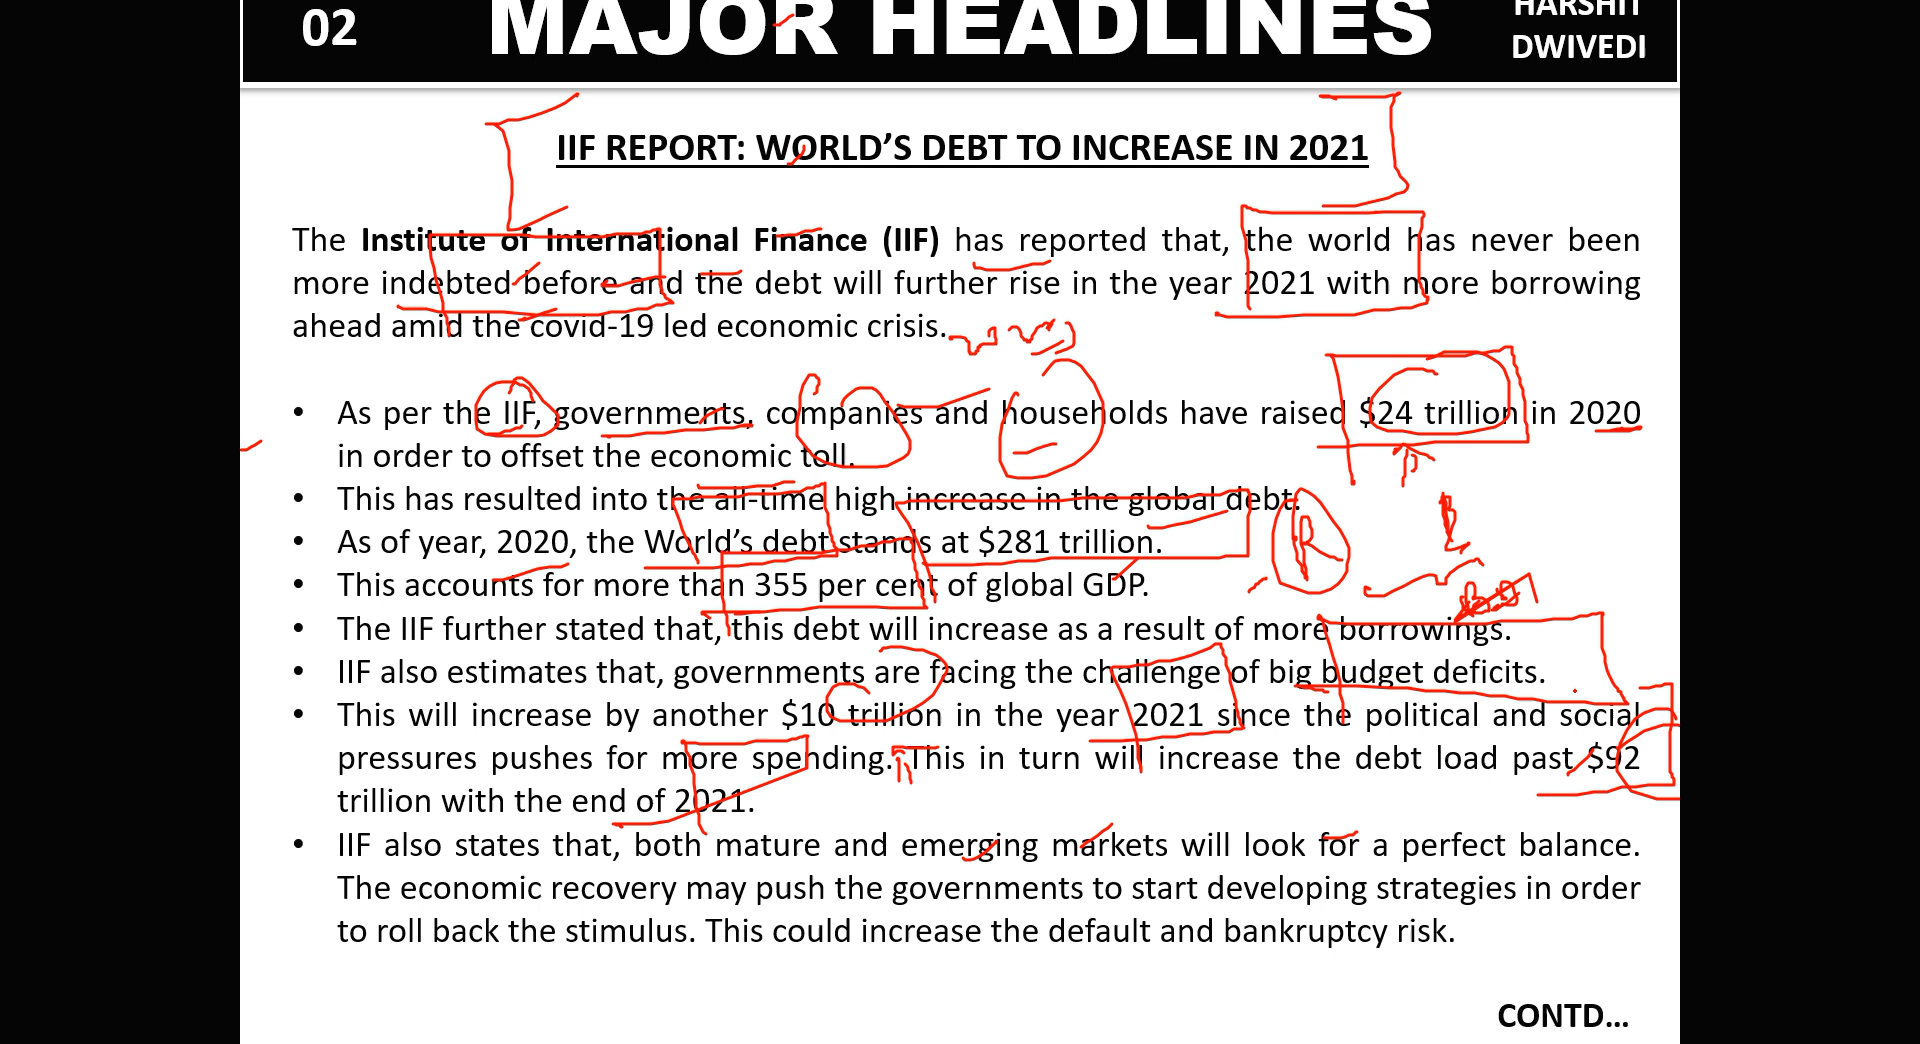 02
MAJOR HEADLINES
HARSHIT
DWIVEDI
IIF REPORT: WORLD'S DEBT TO INCREASE IN 2021
The Institute of International Finance (IIF) has reported that, the world has never been
more indebted before and the debt will further rise in the year 2021 with more borrowing
ahead amid the covid-19 led economic crisis.
• As per the IIF, governments, companies and households have raised $24 trillion in 2020
in order to offset the economic toll.
• This has resulted into the all-time high increase in the global debt.
• As of year, 2020, the World's debt stands at $281 trillion.
• This accounts for more than 355 per cent of global GDP.
• The IIF further stated that, this debt will increase as a result of more borrowings.
• IIF also estimates that, governments are facing the challenge of big budget deficits.
• This will increase by another $10 trillion in the year 2021 since the political and social
pressures pushes for more spending. This in turn will increase the debt load past $92
trillion with the end of 2021.
• IIF also states that, both mature and emerging markets will look for a perfect balance.
The economic recovery may push the governments to start developing strategies in order
to roll back the stimulus. This could increase the default and bankruptcy risk.
CONTD...